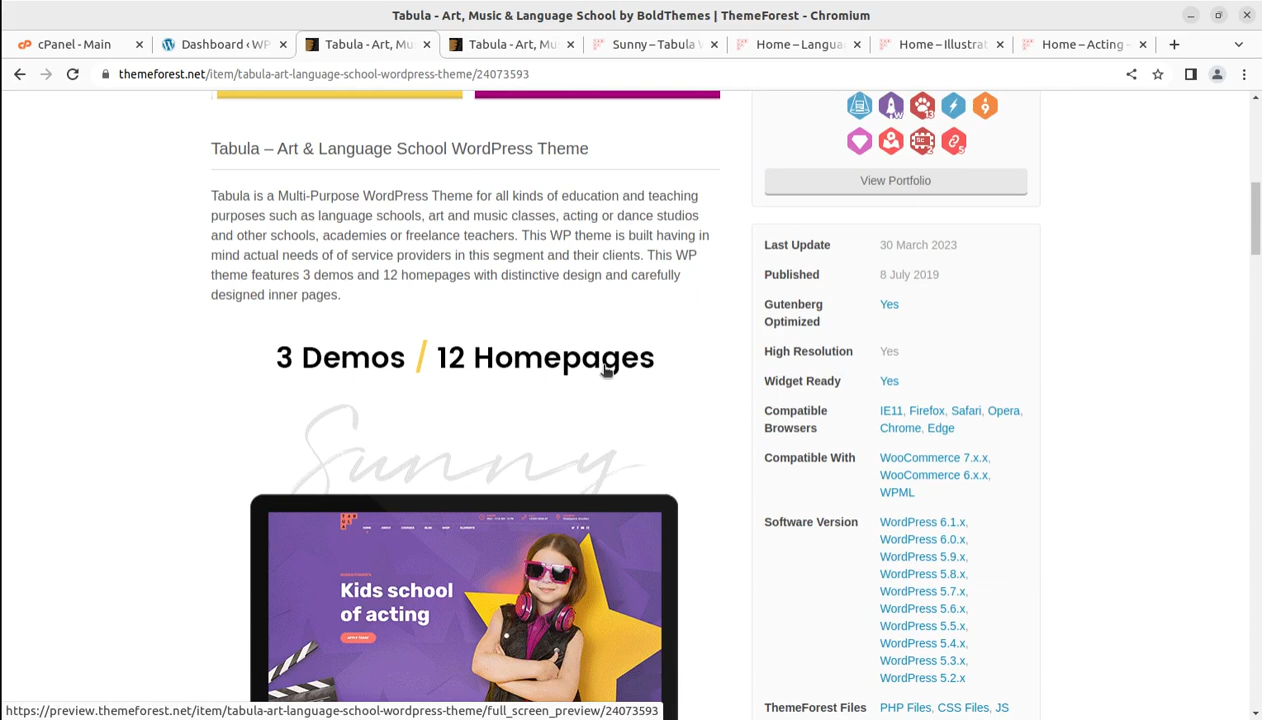 Tabula - Art, Music & Language School by BoldThemes | ThemeForest - Chromium
cPanel - Main
Dashboard ‹ WP
Tabula - Art, Mu
Tabula - Art, Mu
Sunny – Tabula
Home – Langua
Home – Illustrat
Home – Acting -
themeforest.net/item/tabula-art-language-school-wordpress-theme/24073593
Tabula – Art & Language School WordPress Theme
Tabula is a Multi-Purpose WordPress Theme for all kinds of education and teaching
purposes such as language schools, art and music classes, acting or dance studios
and other schools, academies or freelance teachers. This WP theme is built having in
mind actual needs of of service providers in this segment and their clients. This WP
theme features 3 demos and 12 homepages with distinctive design and carefully
designed inner pages.
3 Demos / 12 Homepages
Sunny
HOME ABOUT COURSES BLOG SHOP ELEMENTS
Kids school
of acting
APPLY TODAY
View Portfolio
Last Update 30 March 2023
Published 8 July 2019
Gutenberg Optimized Yes
High Resolution Yes
Widget Ready Yes
Compatible Browsers IE11, Firefox, Safari, Opera,
Chrome, Edge
Compatible With WooCommerce 7.x.x,
WooCommerce 6.x.x,
WPML
Software Version WordPress 6.1.x,
WordPress 6.0.x,
WordPress 5.9.x,
WordPress 5.8.x,
WordPress 5.7.x,
WordPress 5.6.x,
WordPress 5.5.x,
WordPress 5.4.x,
WordPress 5.3.x,
WordPress 5.2.x
ThemeForest Files PHP Files, CSS Files, JS
https://preview.themeforest.net/item/tabula-art-language-school-wordpress-theme/full_screen_preview/24073593